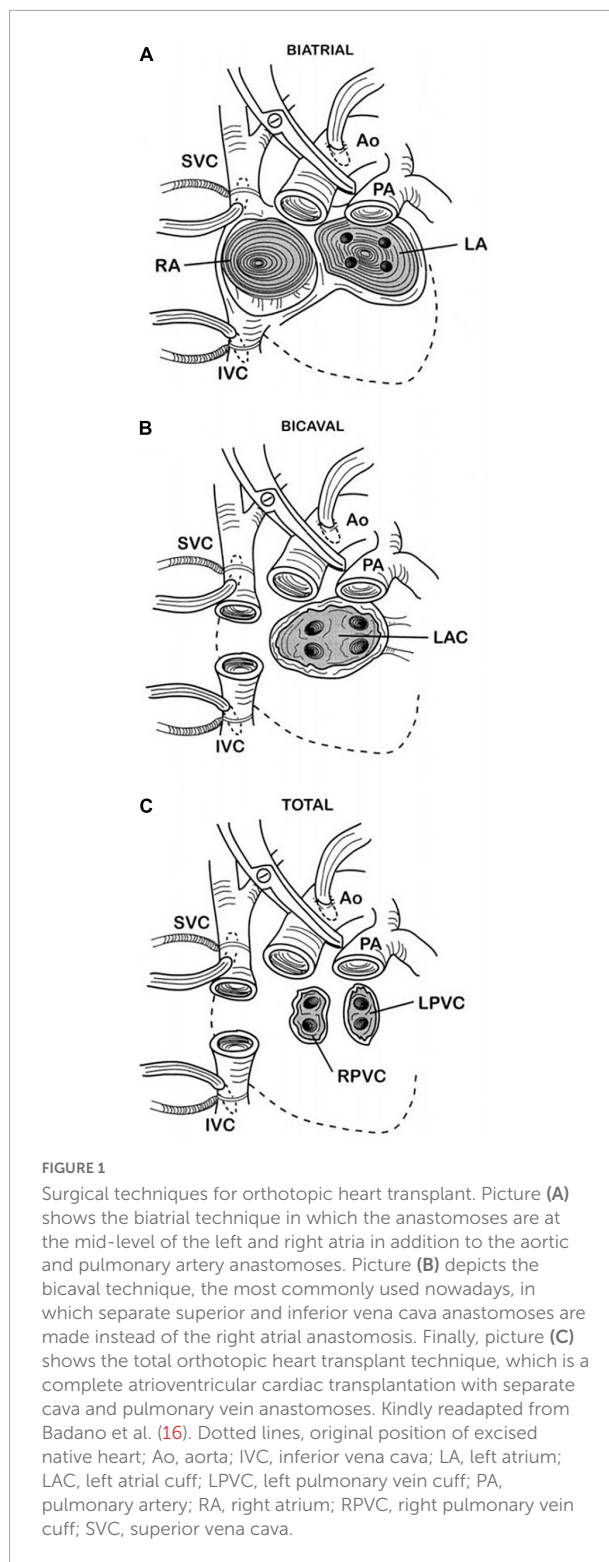 A
BIATRIAL
Ao
SVC
PA
LA
RA
IVC
B
BICAVAL
Ao
SVC
PA
LAC
IVC
C
TOTAL
Ao
SVC
PA
LPVC
RPVC
IVC
FIGURE 1
Surgical techniques for orthotopic heart transplant. Picture (A)
shows the biatrial technique in which the anastomoses are at
the mid-level of the left and right atria in addition to the aortic
and pulmonary artery anastomoses. Picture (B) depicts the
bicaval technique, the most commonly used nowadays, in
which separate superior and inferior vena cava anastomoses are
made instead of the right atrial anastomosis. Finally, picture (C)
shows the total orthotopic heart transplant technique, which is a
complete atrioventricular cardiac transplantation with separate
cava and pulmonary vein anastomoses. Kindly readapted from
Badano et al. (16). Dotted lines, original position of excised
native heart; Ao, aorta; IVC, inferior vena cava; LA, left atrium;
LAC, left atrial cuff; LPVC, left pulmonary vein cuff; PA,
pulmonary artery; RA, right atrium; RPVC, right pulmonary vein
cuff; SVC, superior vena cava.